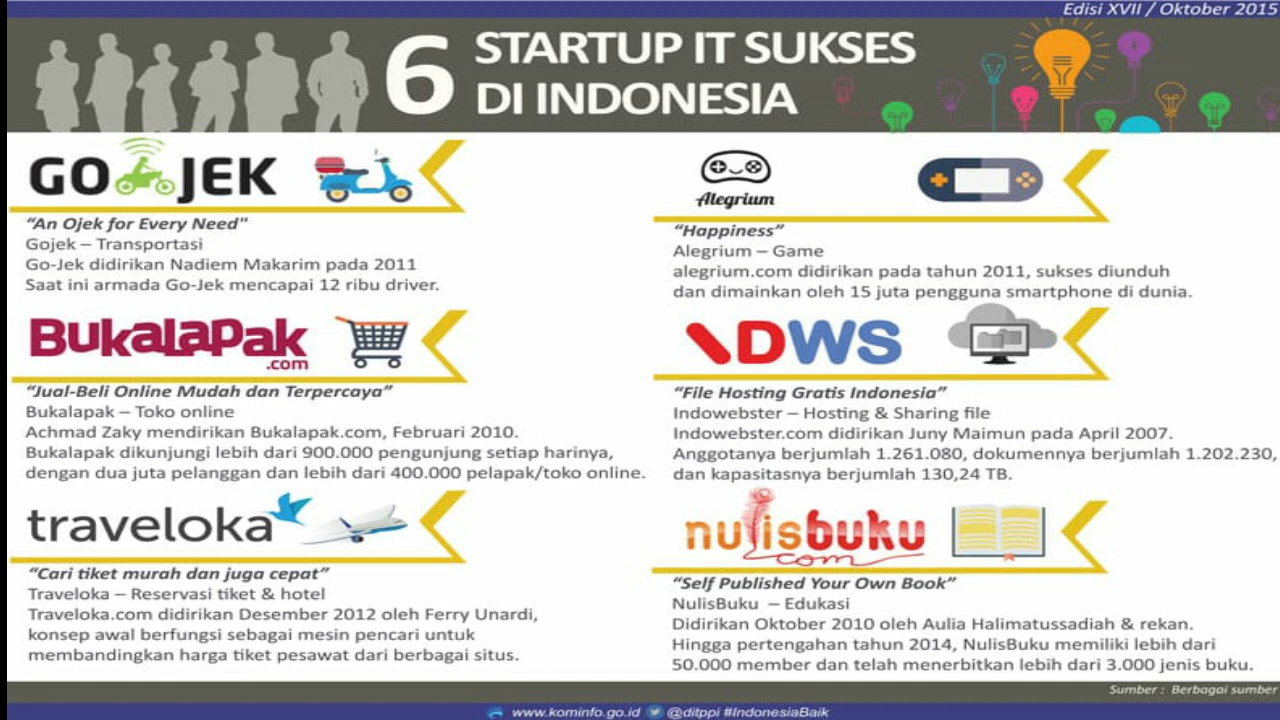 Edisi XVII / Oktober 2015
6 STARTUP IT SUKSES
DI INDONESIA
GO JEK
“An Ojek for Every Need"
Gojek – Transportasi
Go-Jek didirikan Nadiem Makarim pada 2011
Saat ini armada Go-Jek mencapai 12 ribu driver.
Bukalapak
.com
“Jual-Beli Online Mudah dan Terpercaya”
Bukalapak – Toko online
Achmad Zaky mendirikan Bukalapak.com, Februari 2010.
Bukalapak dikunjungi lebih dari 900.000 pengunjung setiap harinya,
dengan dua juta pelanggan dan lebih dari 400.000 pelapak/toko online.
traveloka
“Cari tiket murah dan juga cepat”
Traveloka – Reservasi tiket & hotel
Traveloka.com didirikan Desember 2012 oleh Ferry Unardi,
konsep awal berfungsi sebagai mesin pencari untuk
membandingkan harga tiket pesawat dari berbagai situs.
Alegrium
“Happiness”
Alegrium – Game
alegrium.com didirikan pada tahun 2011, sukses diunduh
dan dimainkan oleh 15 juta pengguna smartphone di dunia.
IDWS
“File Hosting Gratis Indonesia”
Indowebster – Hosting & Sharing file
Indowebster.com didirikan Juny Maimun pada April 2007.
Anggotanya berjumlah 1.261.080, dokumennya berjumlah 1.202.230,
dan kapasitasnya berjumlah 130,24 TB.
nulisbuku
com
“Self Published Your Own Book”
NulisBuku – Edukasi
Didirikan Oktober 2010 oleh Aulia Halimatussadiah & rekan.
Hingga pertengahan tahun 2014, NulisBuku memiliki lebih dari
50.000 member dan telah menerbitkan lebih dari 3.000 jenis buku.
Sumber : Berbagai sumber
www.kominfo.go.id @ditppi #IndonesiaBaik